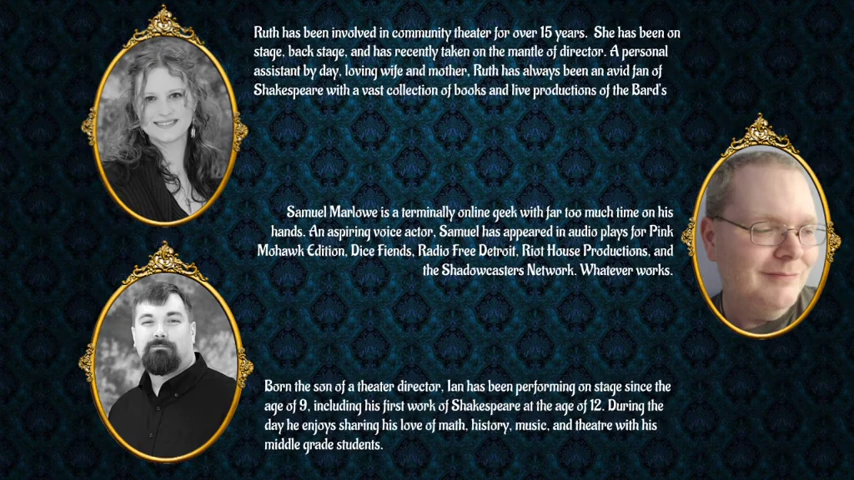 Ruth has been involved in community theater for over 15 years. She has been on
stage, back stage, and has recently taken on the mantle of director. A personal
assistant by day, loving wife and mother, Ruth has always been an avid fan of
Shakespeare with a vast collection of books and live productions of the Bard's
Samuel Marlowe is a terminally online geek with far too much time on his
hands. An aspiring voice actor, Samuel has appeared in audio plays for Pink
Mohawk Edition, Dice Fiends, Radio Free Detroit, Riot House Productions, and
the Shadowcasters Network. Whatever works.
Born the son of a theater director, Ian has been performing on stage since the
age of 9, including his first work of Shakespeare at the age of 12. During the
day he enjoys sharing his love of math, history, music, and theatre with his
middle grade students.